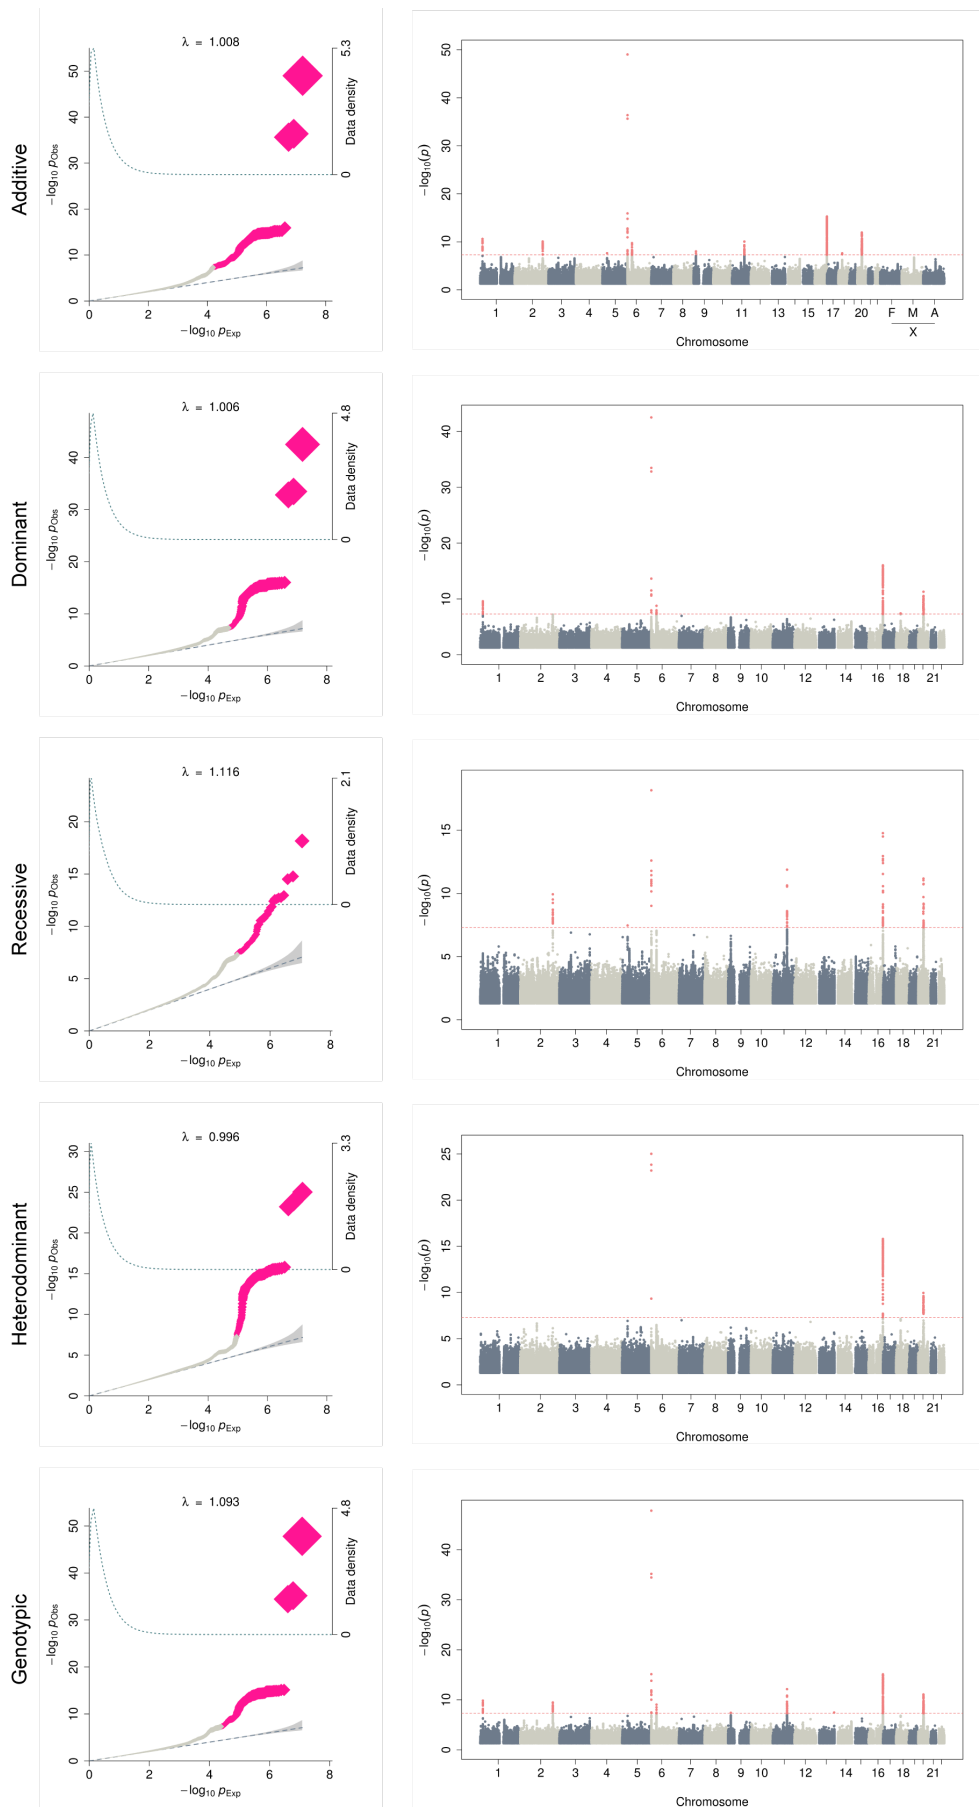 Additive
λ = 1.008
−log10 pObs
0 10 20 30 40 50
0 2 4 6 8
−log10 pExp
Data density
0 5.3
−log10(p)
0 10 20 30 40 50
1 2 3 4 5 6 7 8 9 11 13 15 17 20 F M A
X
Chromosome
Dominant
λ = 1.006
−log10 pObs
0 10 20 30 40
0 2 4 6 8
−log10 pExp
Data density
0 4.8
−log10(p)
0 10 20 30 40
1 2 3 4 5 6 7 8 9 10 12 14 16 18 21
Chromosome
Recessive
λ = 1.116
−log10 pObs
0 5 10 15 20
0 2 4 6 8
−log10 pExp
Data density
0 2.1
−log10(p)
0 5 10 15
1 2 3 4 5 6 7 8 9 10 12 14 16 18 21
Chromosome
Heterodominant
λ = 0.996
−log10 pObs
0 5 10 15 20 25 30
0 2 4 6 8
−log10 pExp
Data density
0 3.3
−log10(p)
0 5 10 15 20 25
1 2 3 4 5 6 7 8 9 10 12 14 16 18 21
Chromosome
Genotypic
λ = 1.093
−log10 pObs
0 10 20 30 40 50
0 2 4 6 8
−log10 pExp
Data density
0 4.8
−log10(p)
0 10 20 30 40
1 2 3 4 5 6 7 8 9 10 12 14 16 18 21
Chromosome